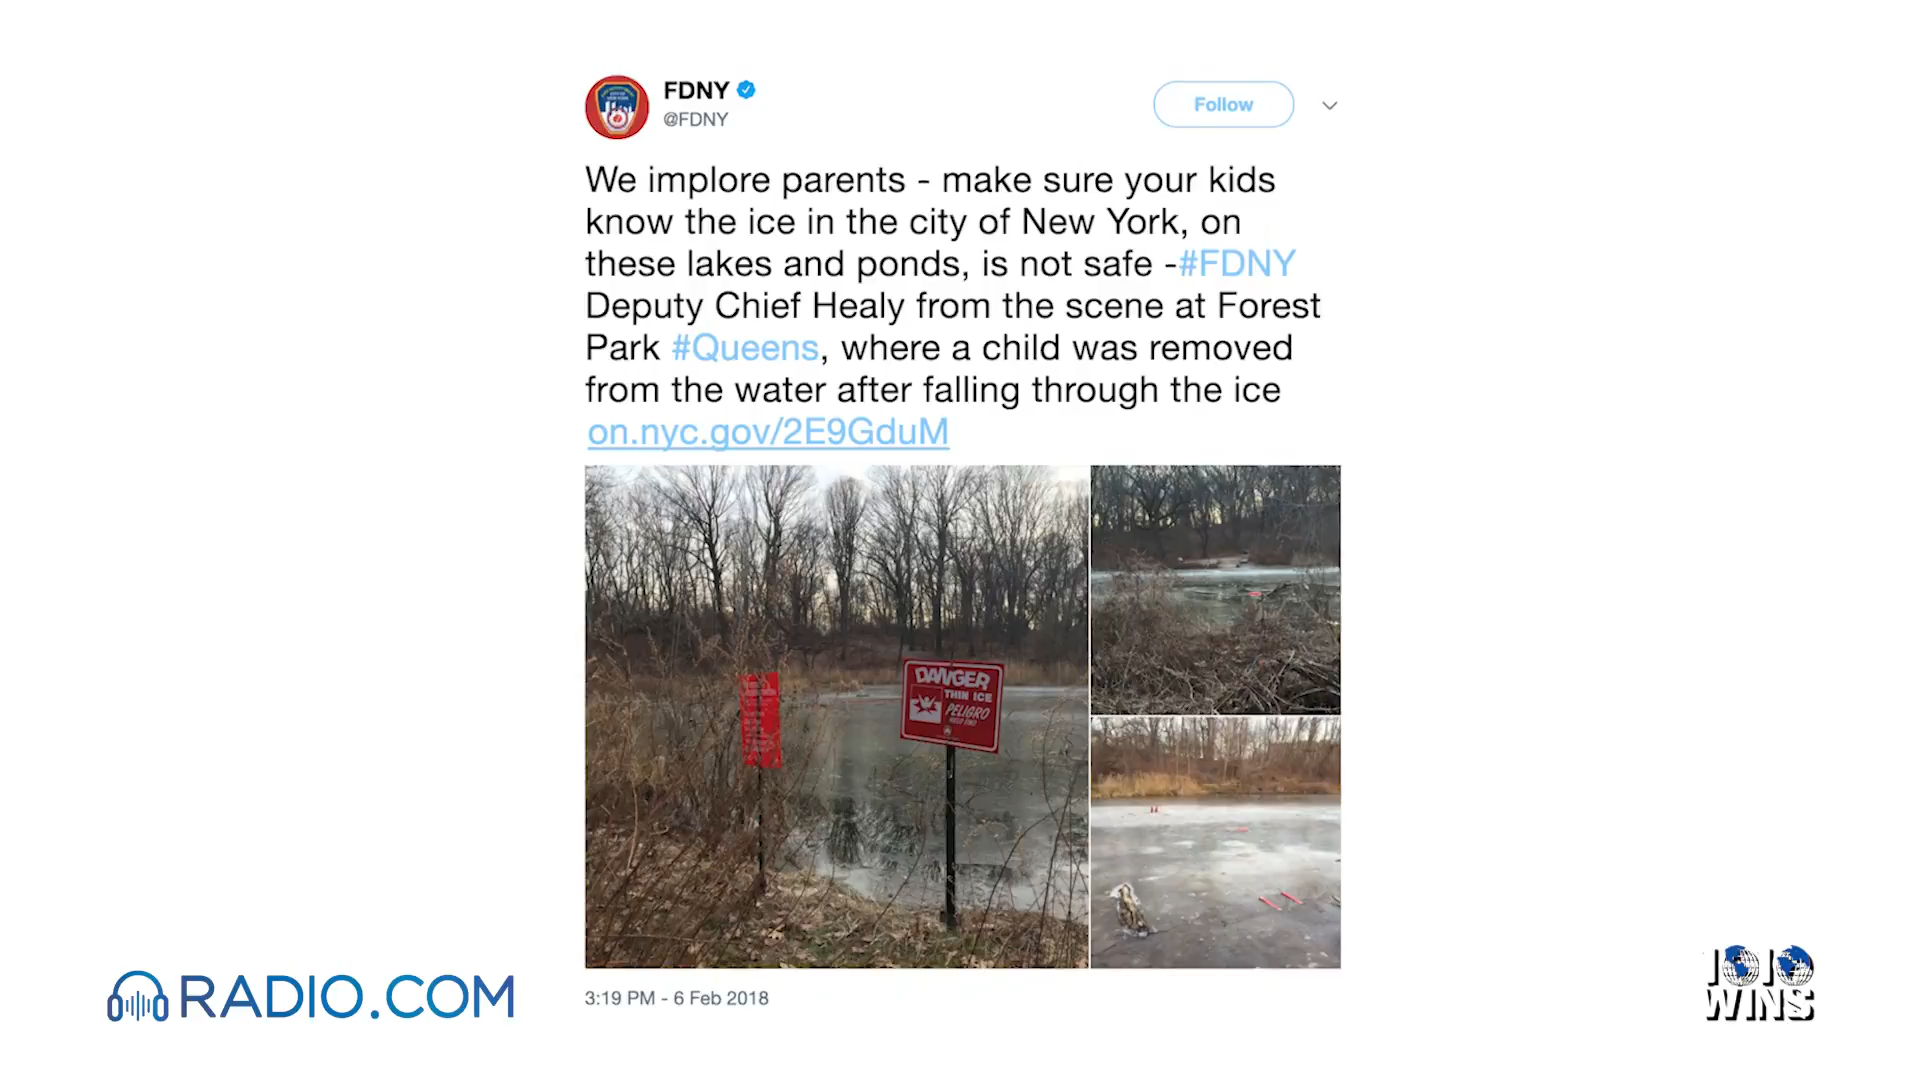 FDNY
@FDNY
Follow
We implore parents - make sure your kids
know the ice in the city of New York, on
these lakes and ponds, is not safe -#FDNY
Deputy Chief Healy from the scene at Forest
Park #Queens, where a child was removed
from the water after falling through the ice
on.nyc.gov/2E9GduM
DANGER
THIN ICE
PELIGRO
3:19 PM - 6 Feb 2018
RADIO.COM
1010
WINS